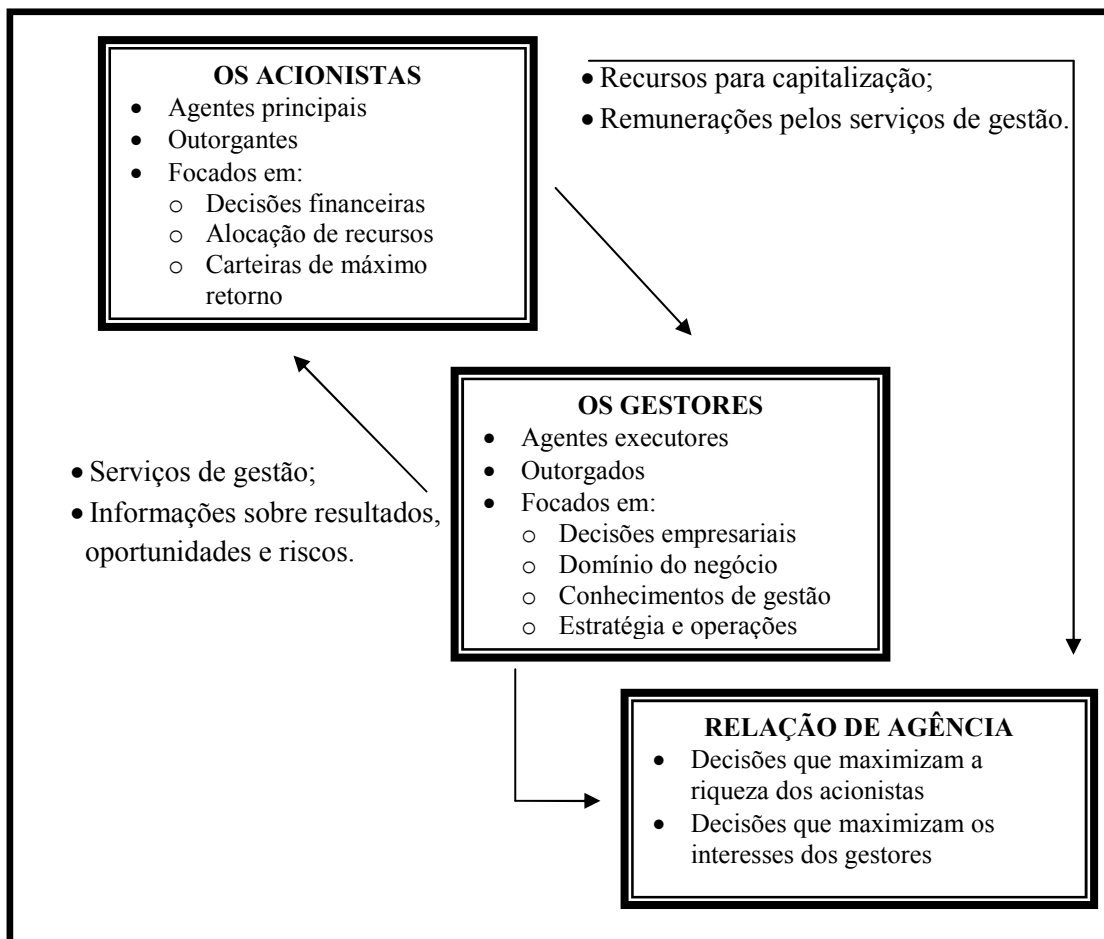 OS ACIONISTAS
• Agentes principais
• Outorgantes
• Focados em:
o Decisões financeiras
o Alocação de recursos
o Carteiras de máximo
retorno
• Recursos para capitalização;
• Remunerações pelos serviços de gestão.
OS GESTORES
• Agentes executores
• Outorgados
• Focados em:
o Decisões empresariais
o Domínio do negócio
o Conhecimentos de gestão
o Estratégia e operações
• Serviços de gestão;
• Informações sobre resultados,
oportunidades e riscos.
RELAÇÃO DE AGÊNCIA
• Decisões que maximizam a
riqueza dos acionistas
• Decisões que maximizam os
interesses dos gestores